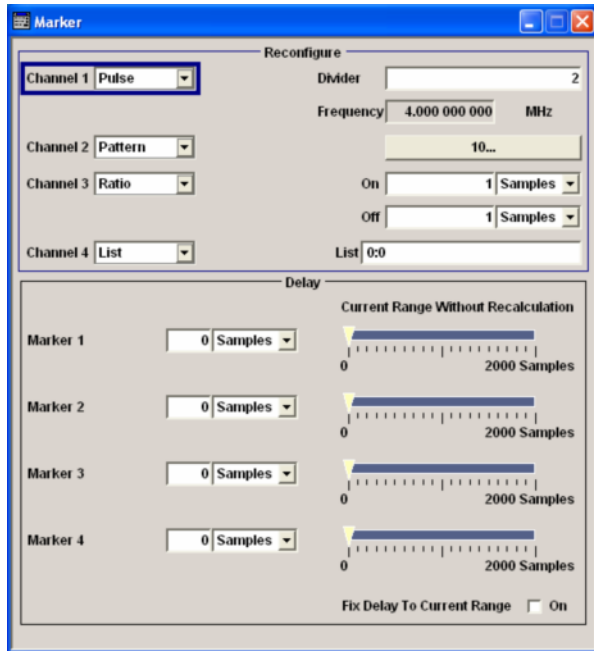 Marker
Reconfigure
Channel 1 Pulse Divider 2
Frequency 4.000 000 000 MHz
Channel 2 Pattern 10...
Channel 3 Ratio On 1 Samples
Off 1 Samples
Channel 4 List List 0:0
Delay
Current Range Without Recalculation
Marker 1 0 Samples
0 2000 Samples
Marker 2 0 Samples
0 2000 Samples
Marker 3 0 Samples
0 2000 Samples
Marker 4 0 Samples
0 2000 Samples
Fix Delay To Current Range On